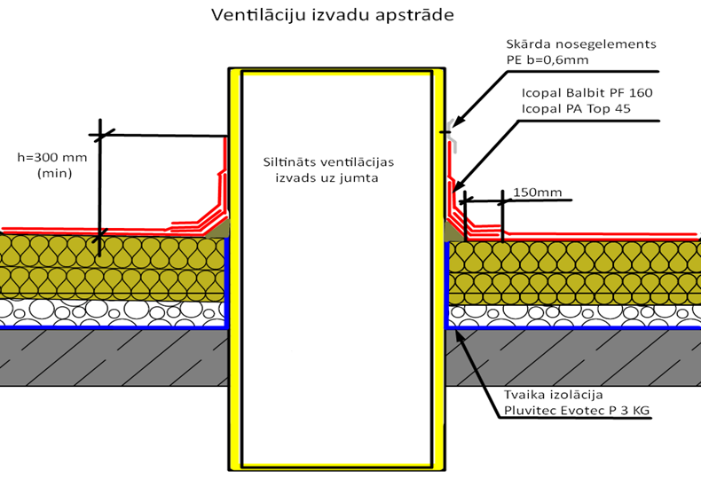 Ventilāciju izvadu apstrāde
Skārda nosegelements
PE b=0,6mm
Icopal Balbit PF 160
Icopal PA Top 45
h=300 mm
(min)
Siltināts ventilācijas
izvads uz jumta
150mm
Tvaika izolācija
Pluvitec Evotec P 3 KG